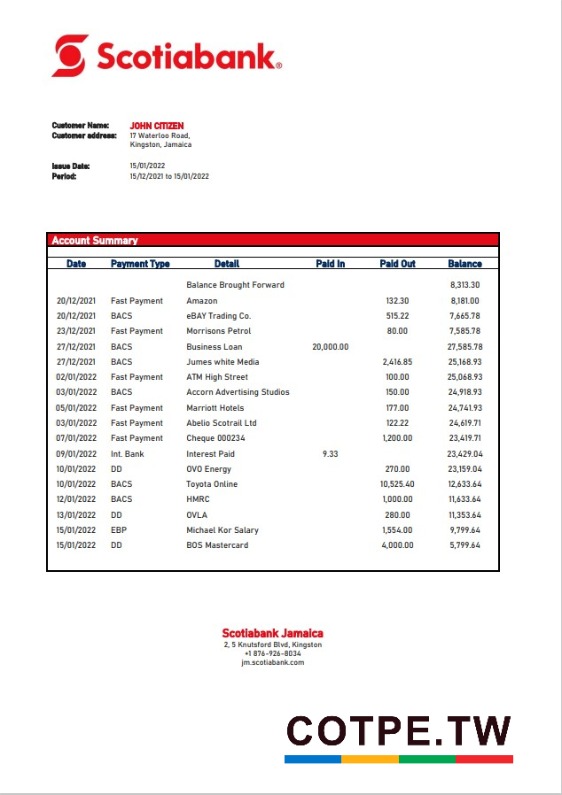 Scotiabank®
Customer Name: JOHN CITIZEN
Customer address: 17 Waterloo Road,
Kingston, Jamaica
Issue Date: 15/01/2022
Period: 15/12/2021 to 15/01/2022
Account Summary
Date Payment Type Detail Paid In Paid Out Balance
Balance Brought Forward 8,313.30
20/12/2021 Fast Payment Amazon 132.30 8,181.00
20/12/2021 BACS eBAY Trading Co. 515.22 7,665.78
23/12/2021 Fast Payment Morrisons Petrol 80.00 7,585.78
27/12/2021 BACS Business Loan 20,000.00 27,585.78
27/12/2021 BACS Jumes white Media 2,416.85 25,168.93
02/01/2022 Fast Payment ATM High Street 100.00 25,068.93
03/01/2022 BACS Accorn Advertising Studios 150.00 24,918.93
05/01/2022 Fast Payment Marriott Hotels 177.00 24,741.93
03/01/2022 Fast Payment Abelio Scotrail Ltd 122.22 24,619.71
07/01/2022 Fast Payment Cheque 000234 1,200.00 23,419.71
09/01/2022 Int. Bank Interest Paid 9.33 23,429.04
10/01/2022 DD OVO Energy 270.00 23,159.04
10/01/2022 BACS Toyota Online 10,525.40 12,633.64
12/01/2022 BACS HMRC 1,000.00 11,633.64
13/01/2022 DD OVLA 280.00 11,353.64
15/01/2022 EBP Michael Kor Salary 1,554.00 9,799.64
15/01/2022 DD BOS Mastercard 4,000.00 5,799.64
Scotiabank Jamaica
2, 5 Knutsford Blvd, Kingston
+1 876-926-8034
jm.scotiabank.com
COTPE.TW